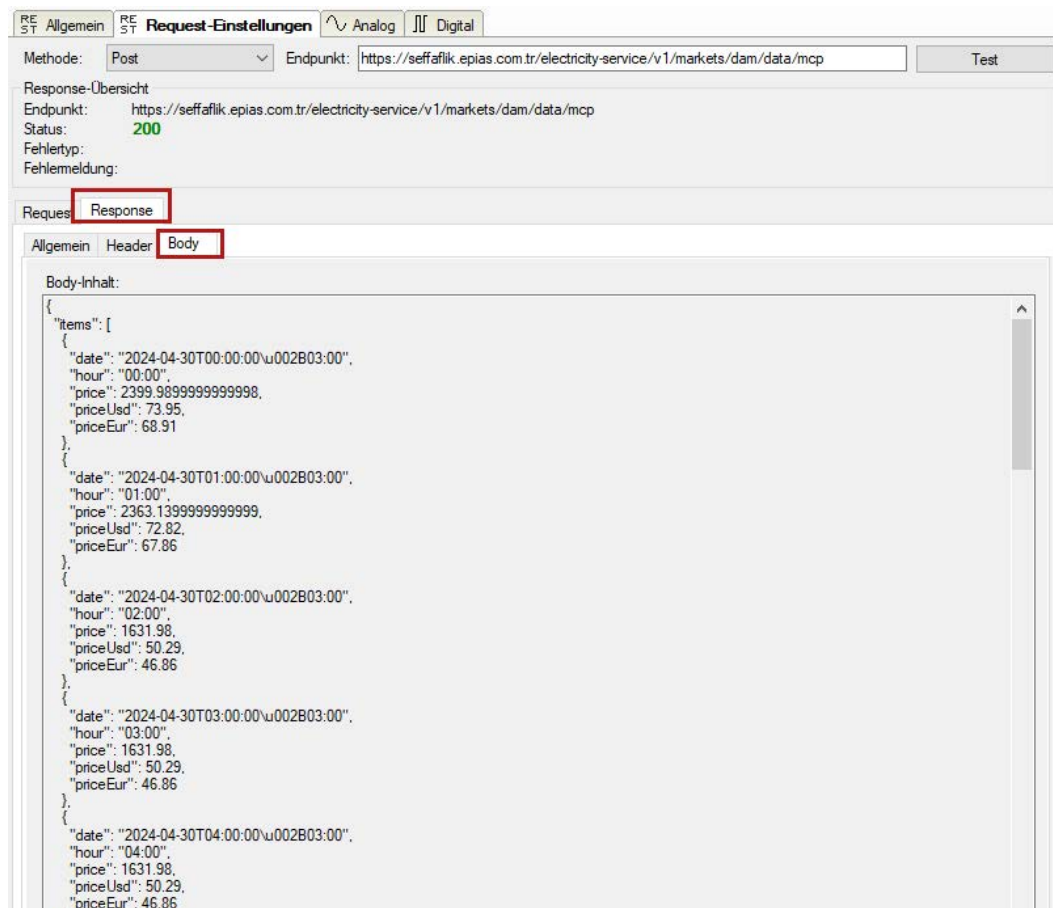 REST Allgemein REST Request-Einstellungen Analog Digital
Methode: Post Endpunkt: https://seffaflik.epias.com.tr/electricity-service/v1/markets/dam/data/mcp Test
Response-Übersicht
Endpunkt: https://seffaflik.epias.com.tr/electricity-service/v1/markets/dam/data/mcp
Status: 200
Fehlertyp:
Fehlermeldung:
Reques Response
Allgemein Header Body
Body-Inhalt:
{
"items": [
{
"date": "2024-04-30T00:00:00\u002B03:00",
"hour": "00:00",
"price": 2399.9899999999998,
"priceUsd": 73.95,
"priceEur": 68.91
},
{
"date": "2024-04-30T01:00:00\u002B03:00",
"hour": "01:00",
"price": 2363.1399999999999,
"priceUsd": 72.82,
"priceEur": 67.86
},
{
"date": "2024-04-30T02:00:00\u002B03:00",
"hour": "02:00",
"price": 1631.98,
"priceUsd": 50.29,
"priceEur": 46.86
},
{
"date": "2024-04-30T03:00:00\u002B03:00",
"hour": "03:00",
"price": 1631.98,
"priceUsd": 50.29,
"priceEur": 46.86
},
{
"date": "2024-04-30T04:00:00\u002B03:00",
"hour": "04:00",
"price": 1631.98,
"priceUsd": 50.29,
"priceEur": 46.86